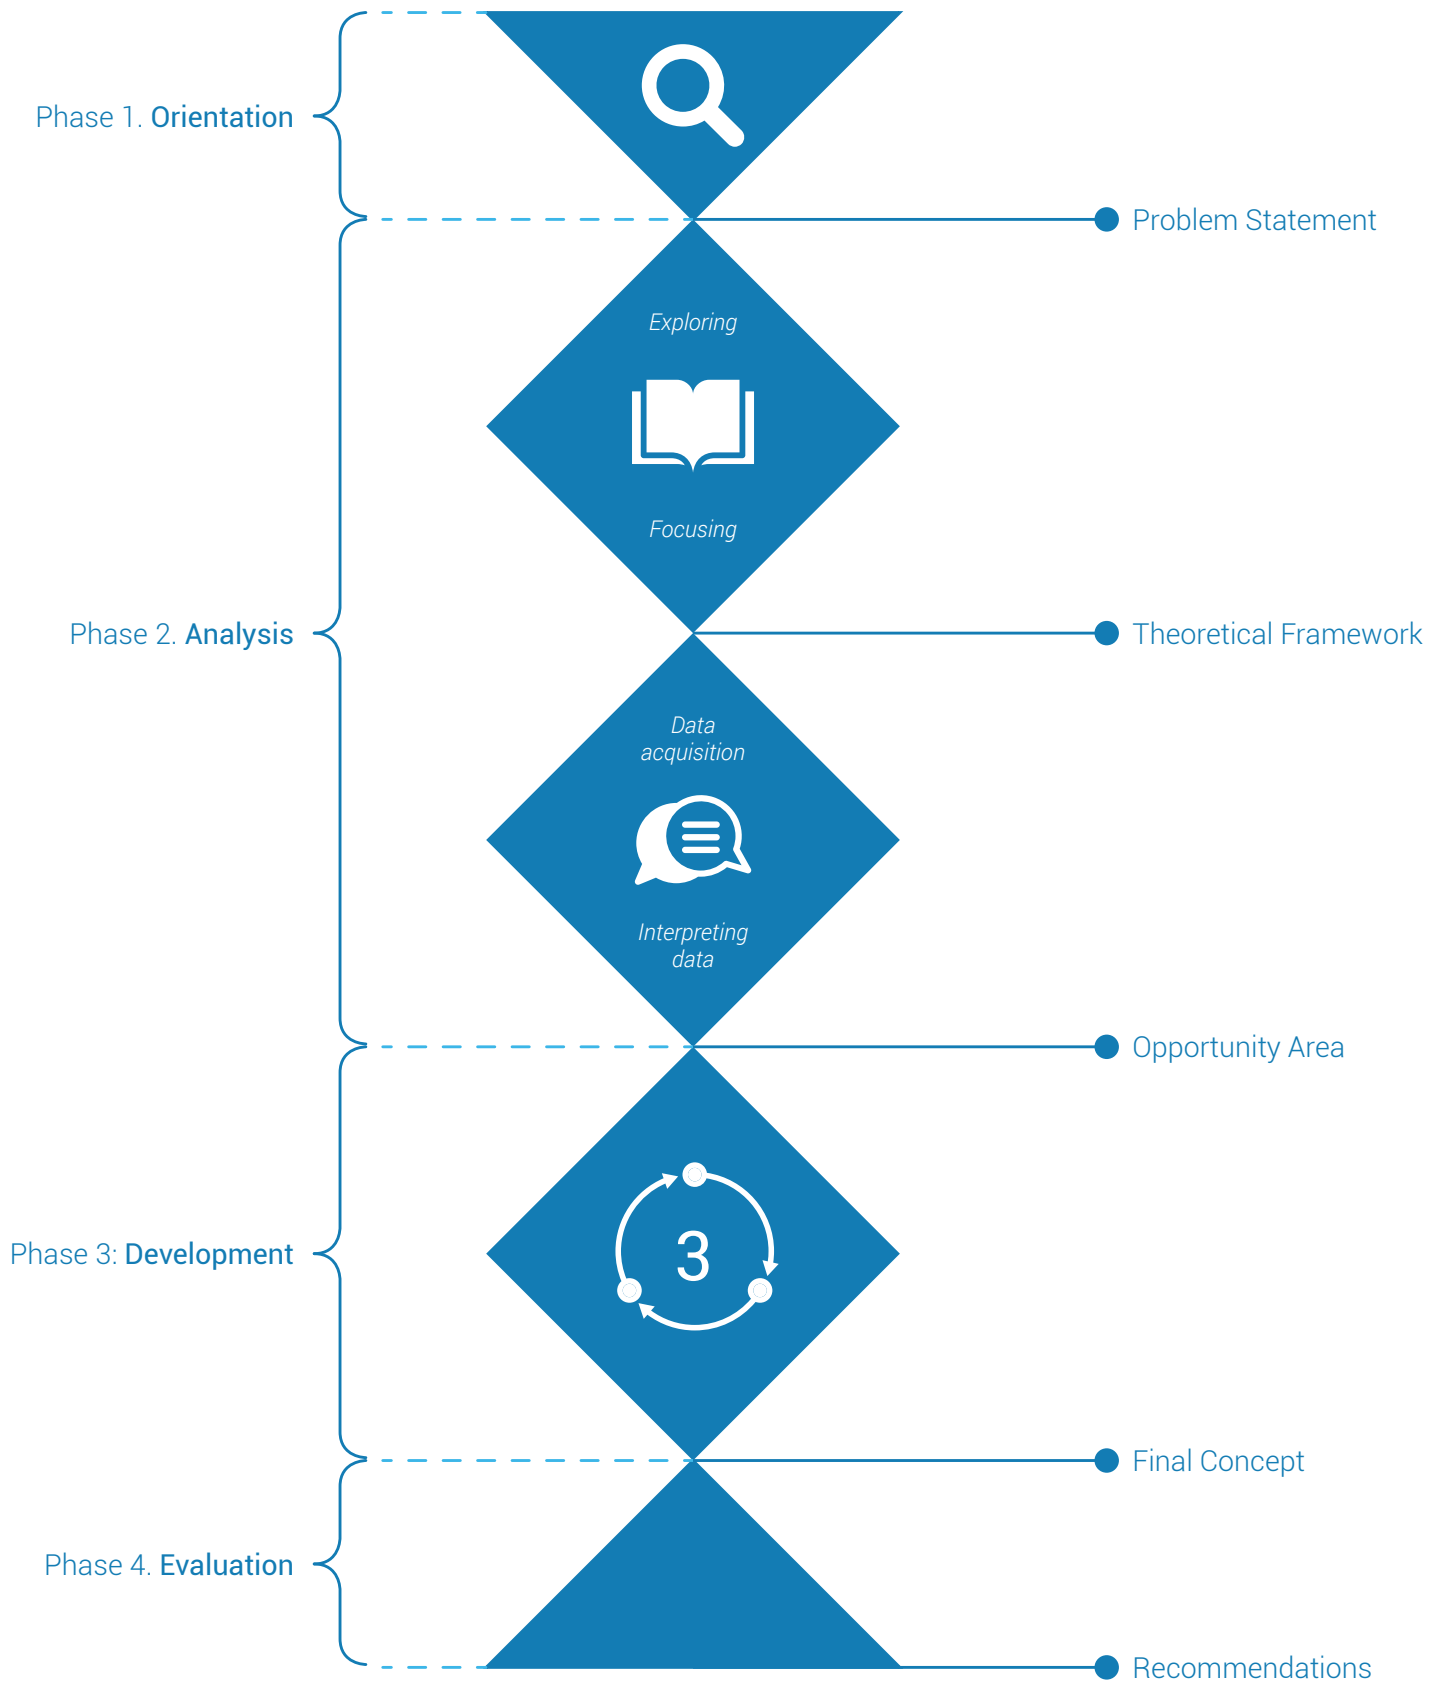 Phase 1. Orientation
Problem Statement
Exploring
Focusing
Phase 2. Analysis
Theoretical Framework
Data
acquisition
Interpreting
data
Opportunity Area
Phase 3: Development
3
Final Concept
Phase 4. Evaluation
Recommendations